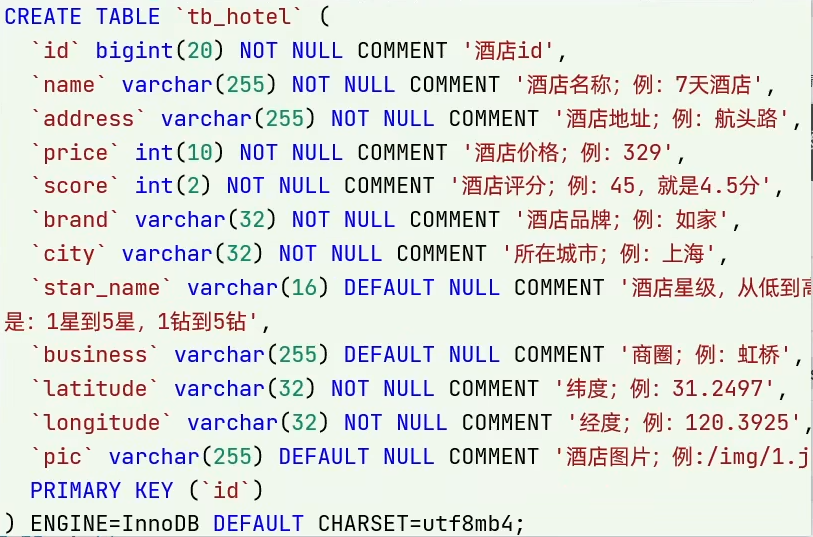 CREATE TABLE `tb_hotel` (
  `id` bigint(20) NOT NULL COMMENT '酒店id',
  `name` varchar(255) NOT NULL COMMENT '酒店名称；例：7天酒店',
  `address` varchar(255) NOT NULL COMMENT '酒店地址；例：航头路',
  `price` int(10) NOT NULL COMMENT '酒店价格；例：329',
  `score` int(2) NOT NULL COMMENT '酒店评分；例：45，就是4.5分',
  `brand` varchar(32) NOT NULL COMMENT '酒店品牌；例：如家',
  `city` varchar(32) NOT NULL COMMENT '所在城市；例：上海',
  `star_name` varchar(16) DEFAULT NULL COMMENT '酒店星级，从低到高
是：1星到5星，1钻到5钻',
  `business` varchar(255) DEFAULT NULL COMMENT '商圈；例：虹桥',
  `latitude` varchar(32) NOT NULL COMMENT '纬度；例：31.2497',
  `longitude` varchar(32) NOT NULL COMMENT '经度；例：120.3925',
  `pic` varchar(255) DEFAULT NULL COMMENT '酒店图片；例:/img/1.j
  PRIMARY KEY (`id`)
) ENGINE=InnoDB DEFAULT CHARSET=utf8mb4;